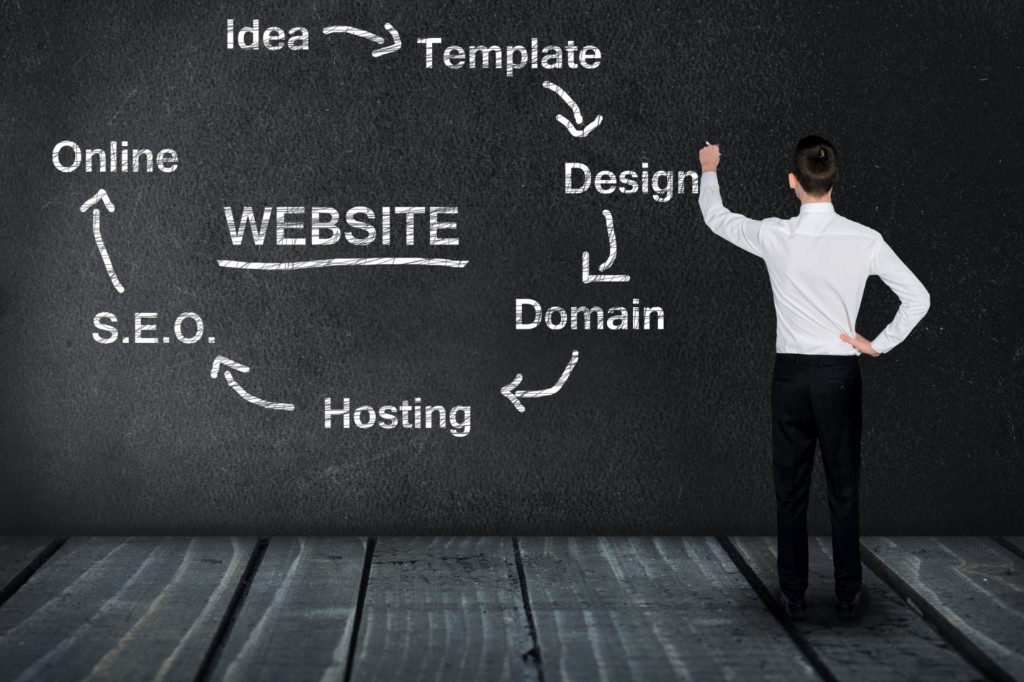 Idea
Template
Design
Domain
Hosting
S.E.O.
Online
WEBSITE